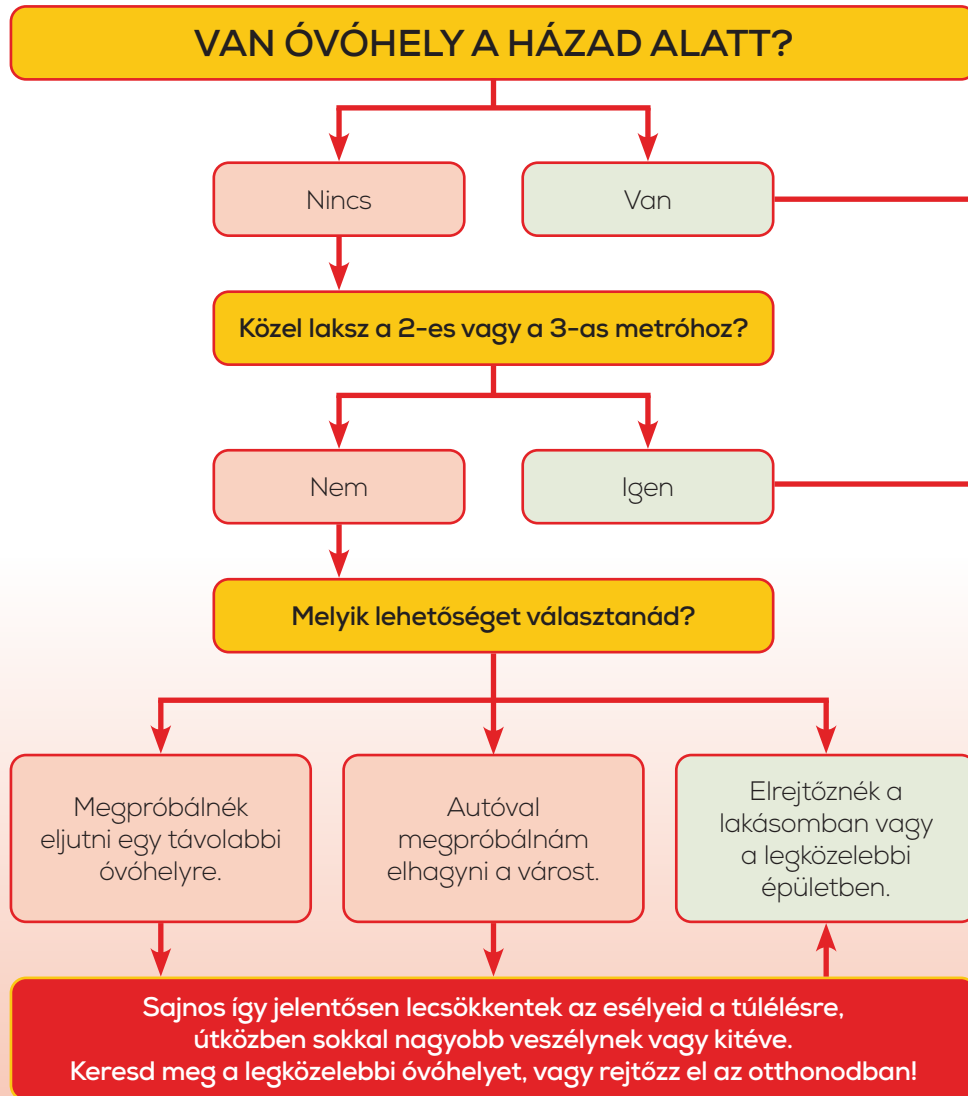 VAN ÓVÓHELY A HÁZAD ALATT?
Nincs
Van
Közel laksz a 2-es vagy a 3-as metróhoz?
Nem
Igen
Melyik lehetőséget választanád?
Megpróbálnék
eljutni egy távolabbi
óvóhelyre.
Autóval
megpróbálnám
elhagyni a várost.
Elrejtőznék a
lakásomban vagy
a legközelebbi
épületben.
Sajnos így jelentősen lecsökkentek az esélyeid a túlélésre,
útközben sokkal nagyobb veszélynek vagy kitéve.
Keresd meg a legközelebbi óvóhelyet, vagy rejtőzz el az otthonodban!